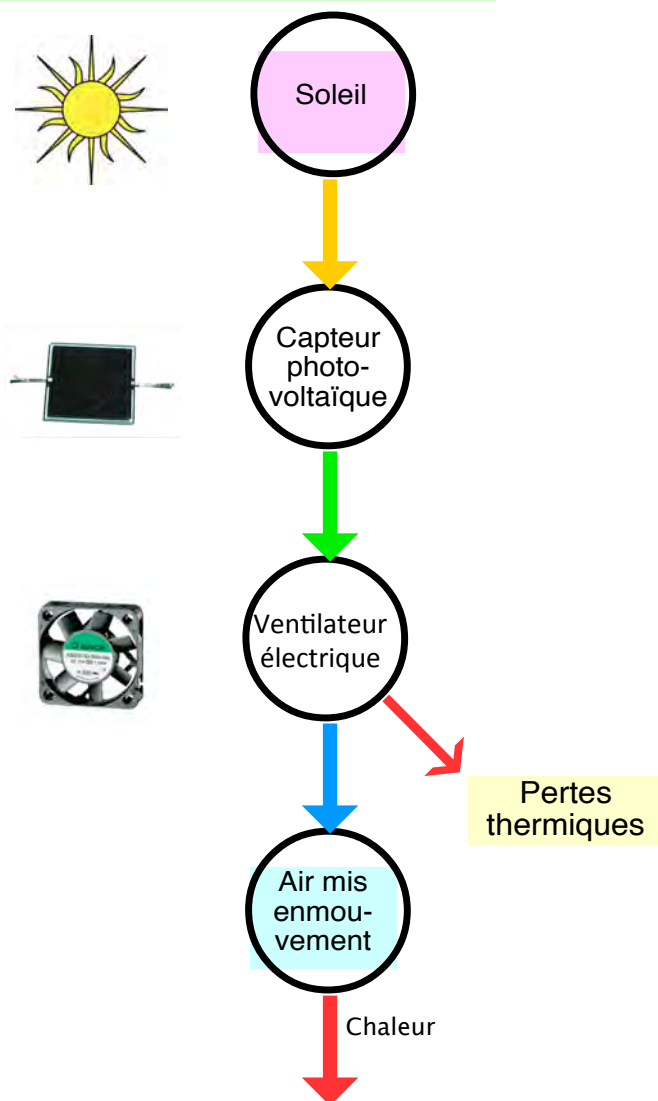 Soleil
Capteur
photo-
voltaïque
Ventilateur
électrique
Pertes
thermiques
Air mis
enmou-
vement
Chaleur